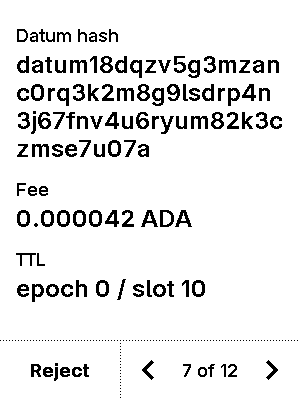 Datum hash
datum18dqzv5g3mzan
c0rq3k2m8g9lsdrp4n
3j67fnv4u6ryum82k3c
zmse7u07a
Fee
0.000042 ADA
TTL
epoch 0 / slot 10
Reject
7 of 12